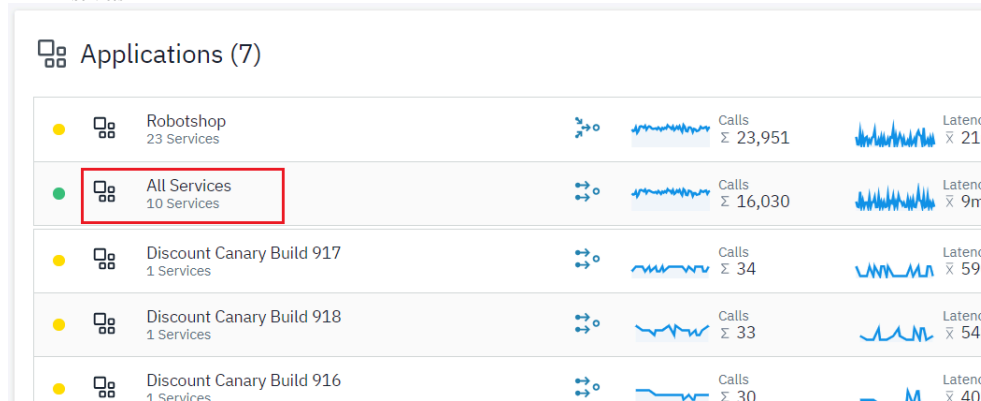 Applications (7)
Robotshop
23 Services
Calls
Σ 23,951
All Services
10 Services
Calls
Σ 16,030
Discount Canary Build 917
1 Services
Calls
Σ 34
Discount Canary Build 918
1 Services
Calls
Σ 33
Discount Canary Build 916
1 Services
Calls
Σ 30